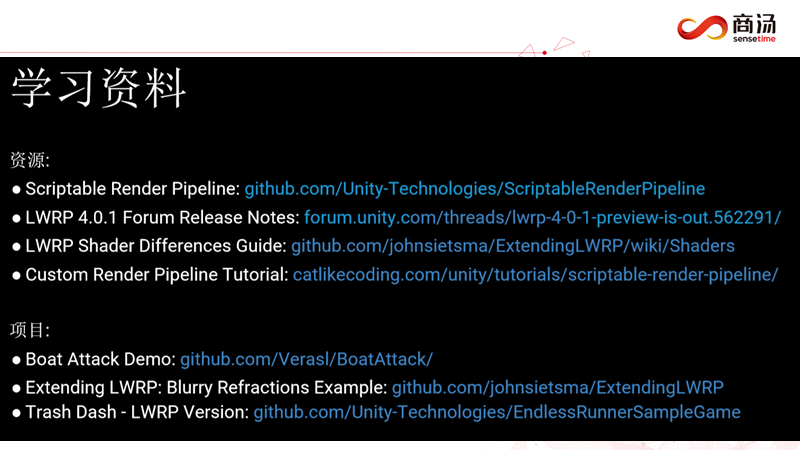 商汤
sensetime
学习资料
资源:
● Scriptable Render Pipeline: github.com/Unity-Technologies/ScriptableRenderPipeline
● LWRP 4.0.1 Forum Release Notes: forum.unity.com/threads/lwrp-4-0-1-preview-is-out.562291/
● LWRP Shader Differences Guide: github.com/johnsietsma/ExtendingLWRP/wiki/Shaders
● Custom Render Pipeline Tutorial: catlikecoding.com/unity/tutorials/scriptable-render-pipeline/
项目:
● Boat Attack Demo: github.com/Verasl/BoatAttack/
● Extending LWRP: Blurry Refractions Example: github.com/johnsietsma/ExtendingLWRP
● Trash Dash - LWRP Version: github.com/Unity-Technologies/EndlessRunnerSampleGame